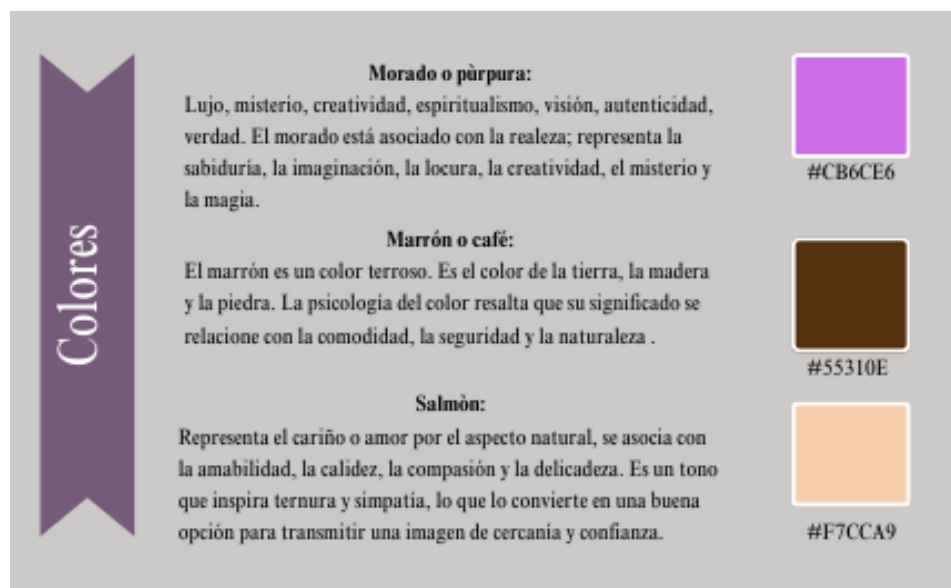 Colores
Morado o pùrpura:
Lujo, misterio, creatividad, espiritualismo, visión, autenticidad,
verdad. El morado está asociado con la realeza; representa la
sabiduría, la imaginación, la locura, la creatividad, el misterio y
la magia.
#CB6CE6
Marrón o café:
El marrón es un color terroso. Es el color de la tierra, la madera
y la piedra. La psicología del color resalta que su significado se
relacione con la comodidad, la seguridad y la naturaleza .
#55310E
Salmòn:
Representa el cariño o amor por el aspecto natural, se asocia con
la amabilidad, la calidez, la compasión y la delicadeza. Es un tono
que inspira ternura y simpatía, lo que lo convierte en una buena
opción para transmitir una imagen de cercanía y confianza.
#F7CCA9